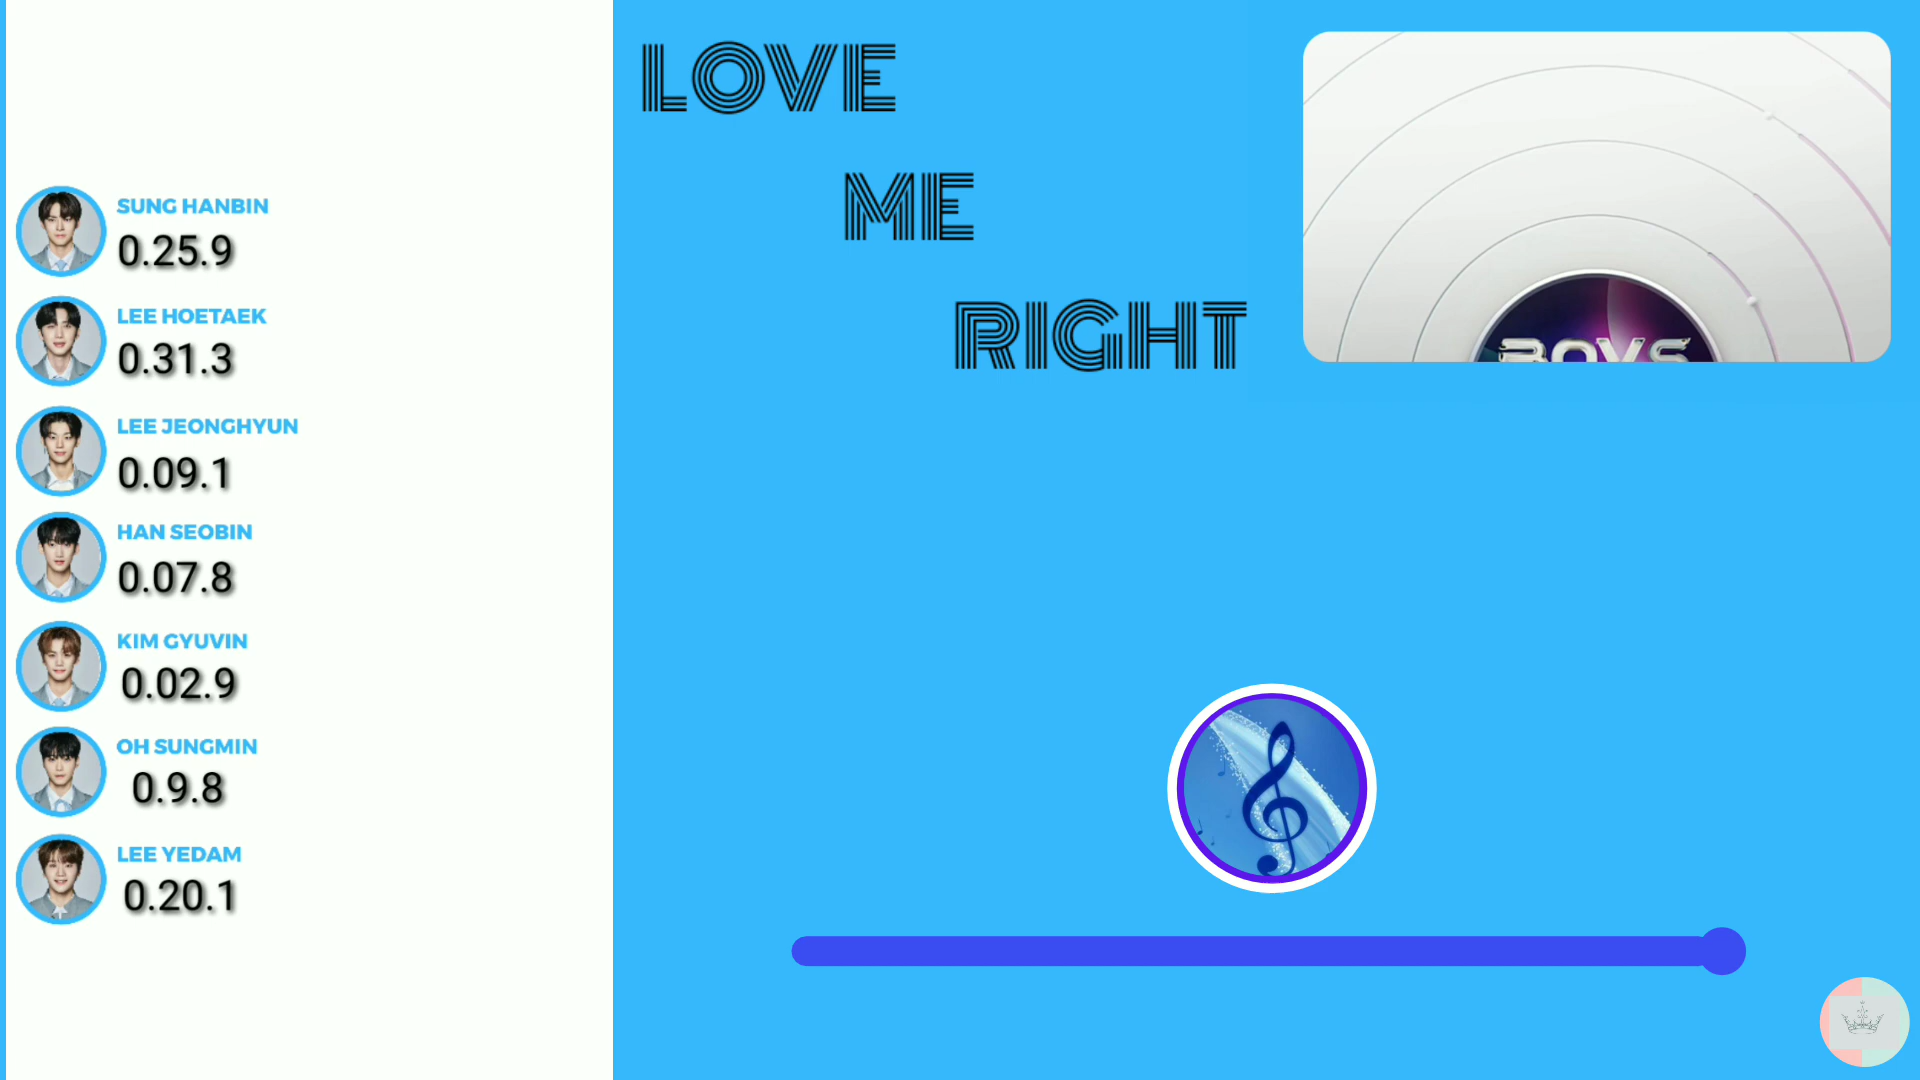 SUNG HANBIN
0.25.9
LEE HOETAEK
0.31.3
LEE JEONGHYUN
0.09.1
HAN SEOBIN
0.07.8
KIM GYUVIN
0.02.9
OH SUNGMIN
0.9.8
LEE YEDAM
0.20.1
LOVE
ME
RIGHT
BOYS